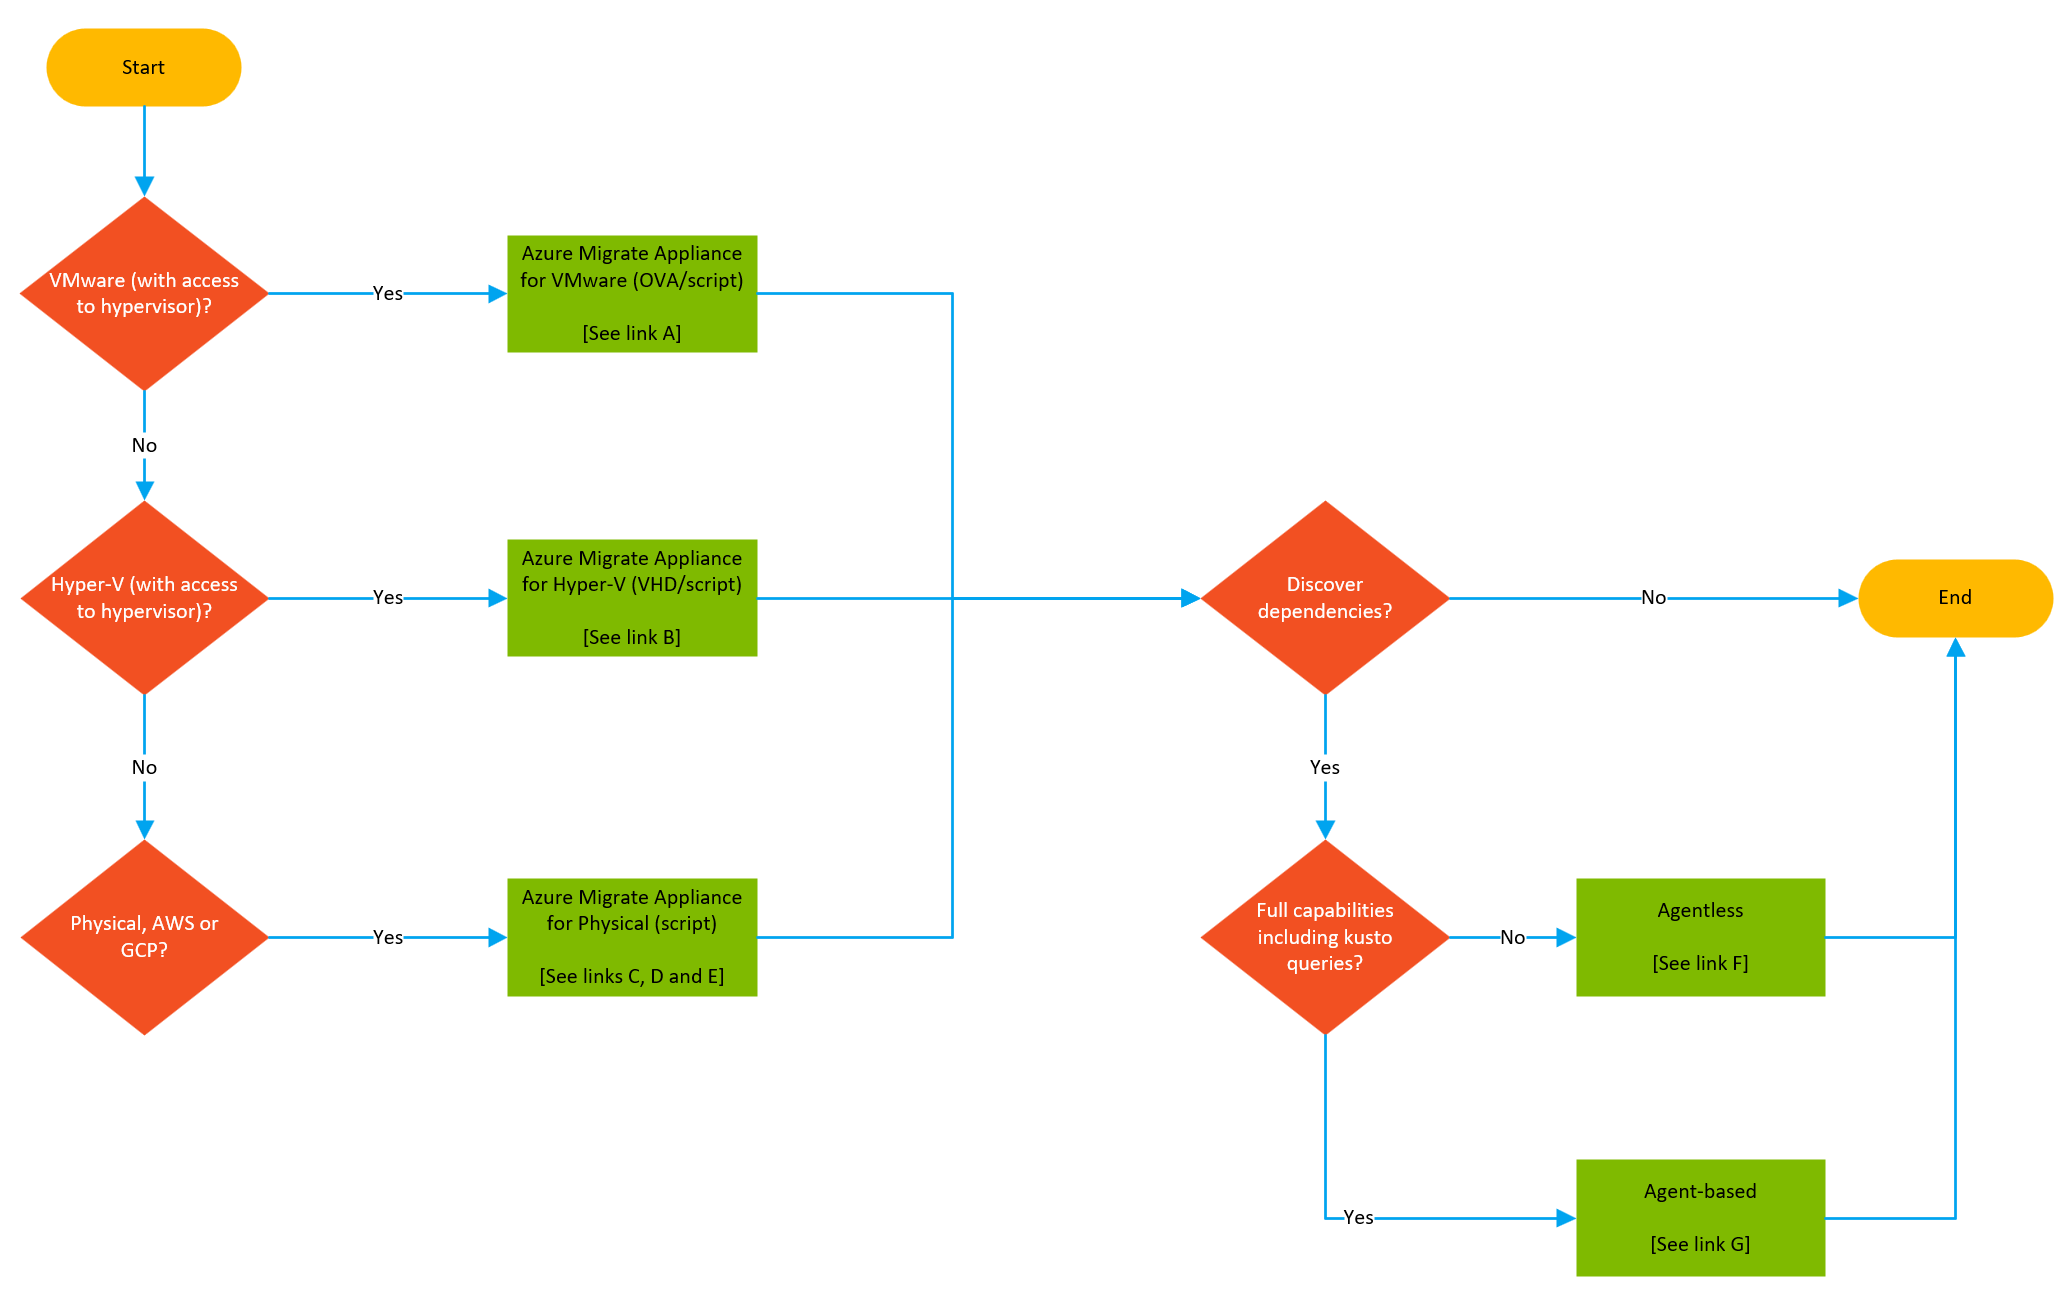 Start
VMware (with access
to hypervisor)?
Yes
Azure Migrate Appliance
for VMware (OVA/script)
[See link A]
No
Hyper-V (with access
to hypervisor)?
Yes
Azure Migrate Appliance
for Hyper-V (VHD/script)
[See link B]
Discover
dependencies?
No
End
No
Yes
Physical, AWS or
GCP?
Yes
Azure Migrate Appliance
for Physical (script)
[See links C, D and E]
Full capabilities
including kusto
queries?
No
Agentless
[See link F]
Yes
Agent-based
[See link G]